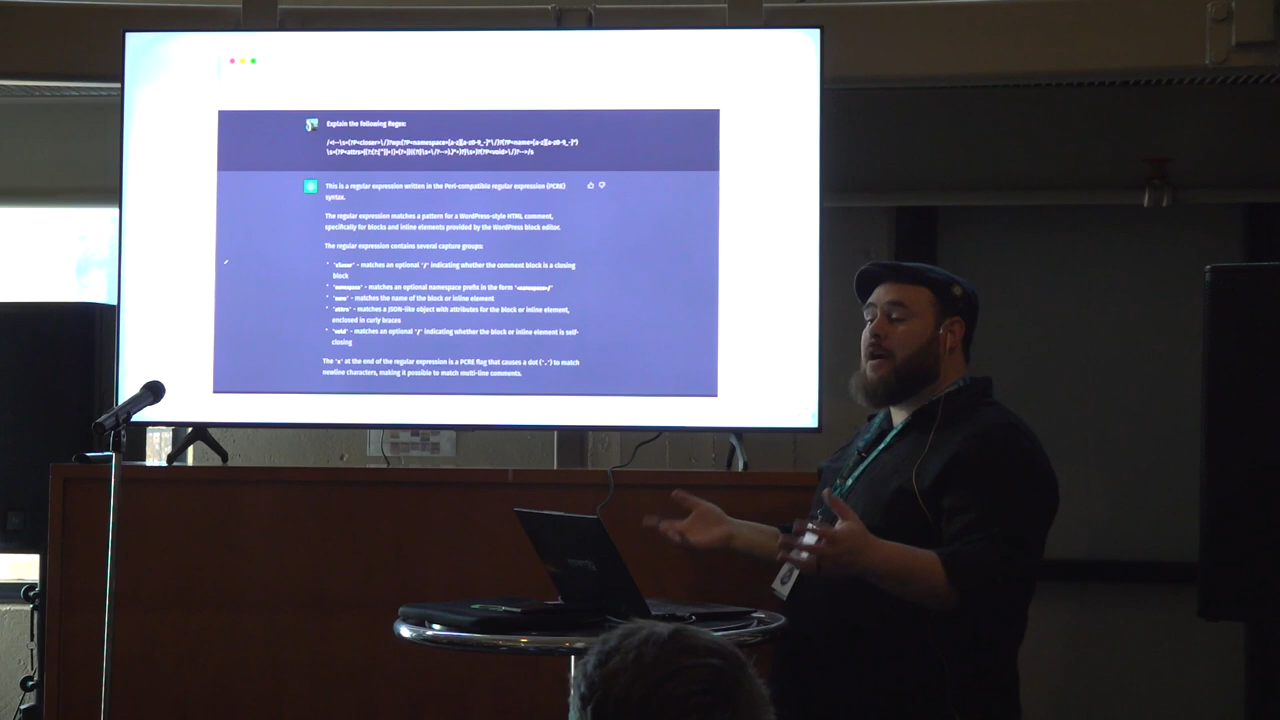 Explain the following Regex:
This is a regular expression written in the Perl-compatible regular expression (PCRE)
syntax.
The regular expression matches a pattern for a WordPress-style HTML comment,
specifically for blocks and inline elements provided by the WordPress block editor.
The regular expression contains several capture groups:
• 'closer' - matches an optional '/' indicating whether the comment block is a closing
block
• 'namespace' - matches an optional namespace prefix in the form '<namespace>/'
• 'name' - matches the name of the block or inline element
• 'attrs' - matches a JSON-like object with attributes for the block or inline element,
enclosed in curly braces
• 'void' - matches an optional '/' indicating whether the block or inline element is self-
closing
The 's' at the end of the regular expression is a PCRE flag that causes a dot ('.') to match
newline characters, making it possible to match multi-line comments.